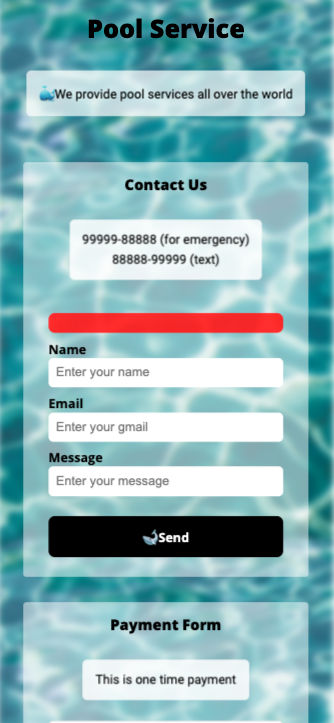 Pool Service
🐳We provide pool services all over the world
Contact Us
99999-88888 (for emergency)
88888-99999 (text)
Name
Enter your name
Email
Enter your gmail
Message
Enter your message
🐋Send
Payment Form
This is one time payment